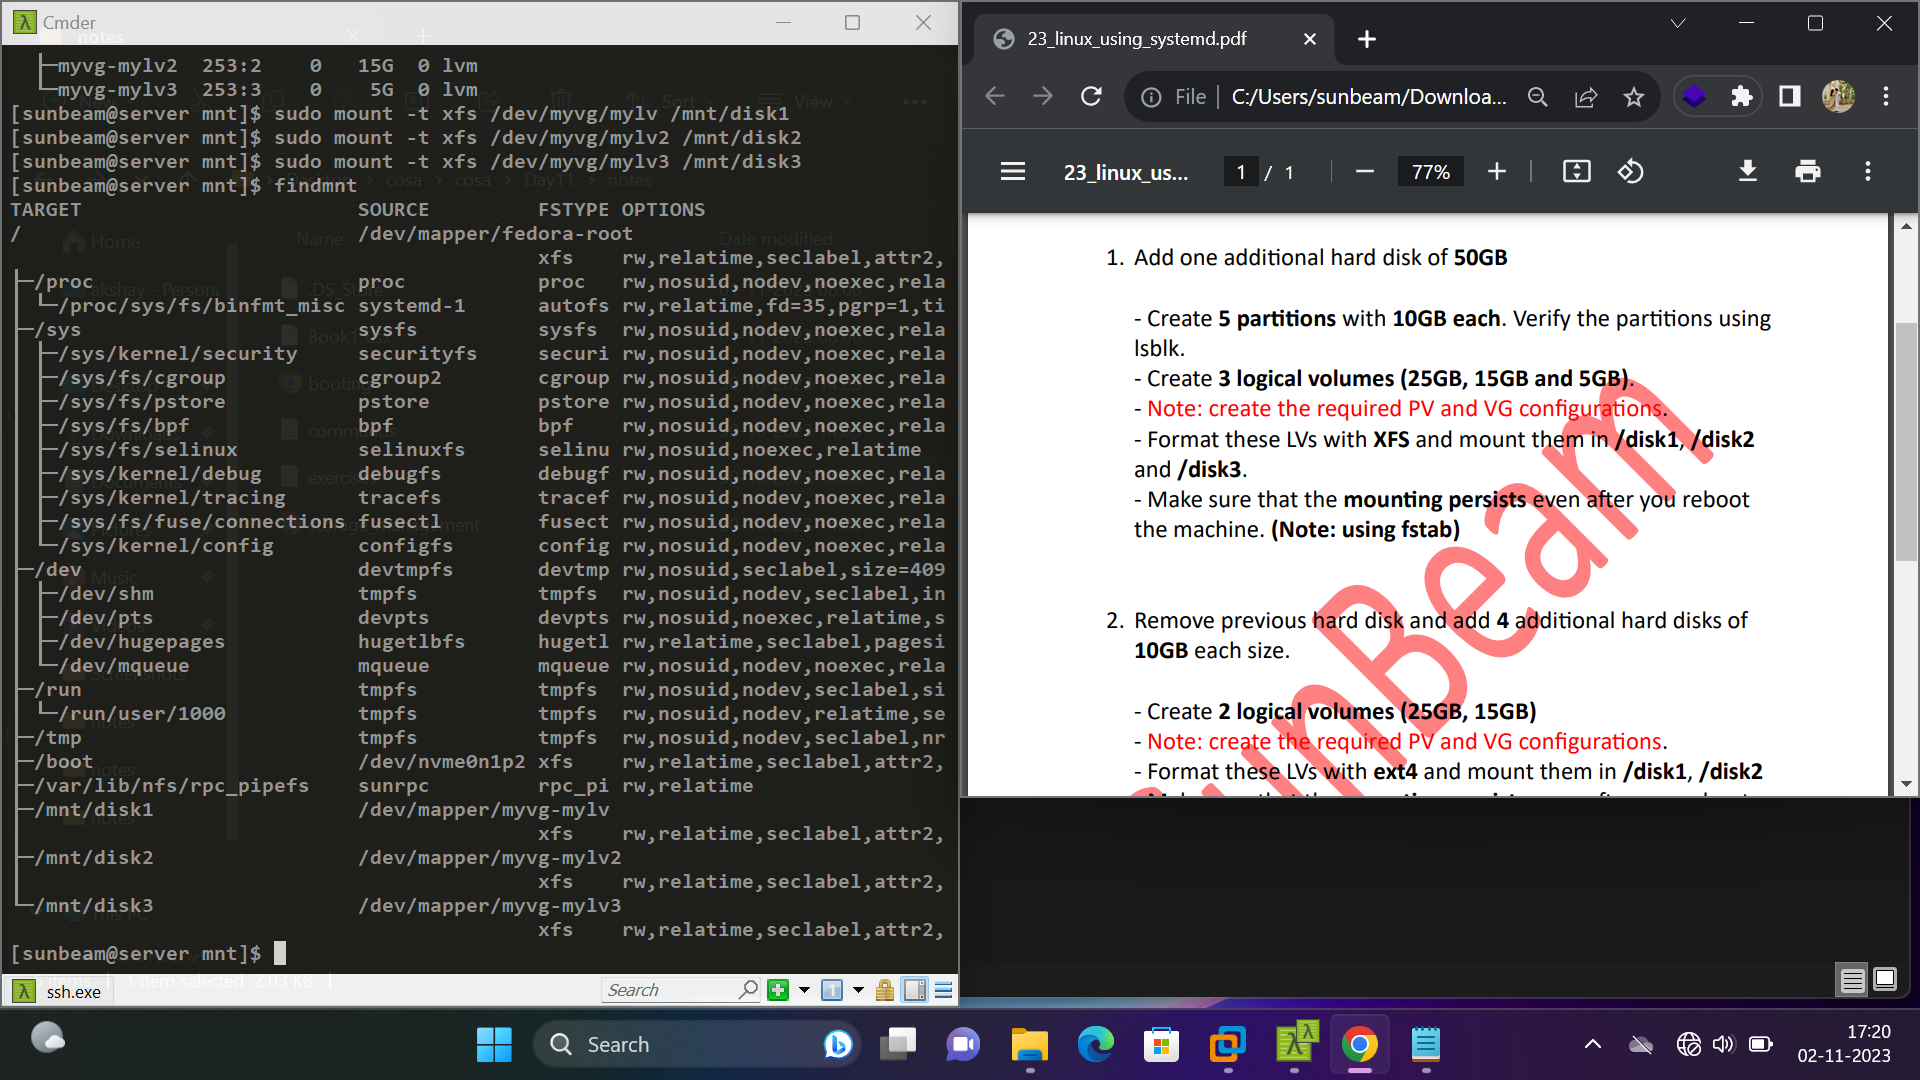 Cmder
├─myvg-mylv2  253:2    0   15G  0 lvm
└─myvg-mylv3  253:3    0    5G  0 lvm
[sunbeam@server mnt]$ sudo mount -t xfs /dev/myvg/mylv /mnt/disk1
[sunbeam@server mnt]$ sudo mount -t xfs /dev/myvg/mylv2 /mnt/disk2
[sunbeam@server mnt]$ sudo mount -t xfs /dev/myvg/mylv3 /mnt/disk3
[sunbeam@server mnt]$ findmnt
TARGET SOURCE FSTYPE OPTIONS
/ /dev/mapper/fedora-root
xfs rw,relatime,seclabel,attr2,
├─/proc proc proc rw,nosuid,nodev,noexec,rela
│ └─/proc/sys/fs/binfmt_misc systemd-1 autofs rw,relatime,fd=35,pgrp=1,ti
├─/sys sysfs sysfs rw,nosuid,nodev,noexec,rela
│ ├─/sys/kernel/security securityfs securi rw,nosuid,nodev,noexec,rela
│ ├─/sys/fs/cgroup cgroup2 cgroup rw,nosuid,nodev,noexec,rela
│ ├─/sys/fs/pstore pstore pstore rw,nosuid,nodev,noexec,rela
│ ├─/sys/fs/bpf bpf bpf rw,nosuid,nodev,noexec,rela
│ ├─/sys/fs/selinux selinuxfs selinu rw,nosuid,noexec,relatime
│ ├─/sys/kernel/debug debugfs debugf rw,nosuid,nodev,noexec,rela
│ ├─/sys/kernel/tracing tracefs tracef rw,nosuid,nodev,noexec,rela
│ ├─/sys/fs/fuse/connections fusectl fusect rw,nosuid,nodev,noexec,rela
│ └─/sys/kernel/config configfs config rw,nosuid,nodev,noexec,rela
├─/dev devtmpfs devtmp rw,nosuid,seclabel,size=409
│ ├─/dev/shm tmpfs tmpfs rw,nosuid,nodev,seclabel,in
│ ├─/dev/pts devpts devpts rw,nosuid,noexec,relatime,s
│ ├─/dev/hugepages hugetlbfs hugetl rw,relatime,seclabel,pagesi
│ └─/dev/mqueue mqueue mqueue rw,nosuid,nodev,noexec,rela
├─/run tmpfs tmpfs rw,nosuid,nodev,seclabel,si
│ └─/run/user/1000 tmpfs tmpfs rw,nosuid,nodev,relatime,se
├─/tmp tmpfs tmpfs rw,nosuid,nodev,seclabel,nr
├─/boot /dev/nvme0n1p2 xfs rw,relatime,seclabel,attr2,
├─/var/lib/nfs/rpc_pipefs sunrpc rpc_pi rw,relatime
├─/mnt/disk1 /dev/mapper/myvg-mylv
│ xfs rw,relatime,seclabel,attr2,
├─/mnt/disk2 /dev/mapper/myvg-mylv2
│ xfs rw,relatime,seclabel,attr2,
└─/mnt/disk3 /dev/mapper/myvg-mylv3
xfs rw,relatime,seclabel,attr2,
[sunbeam@server mnt]$
1 item selected 2.03 KB
ssh.exe
Search
1
23_linux_using_systemd.pdf
File
C:/Users/sunbeam/Downloa...
23_linux_us...
1 / 1
77%
1. Add one additional hard disk of 50GB
- Create 5 partitions with 10GB each. Verify the partitions using
lsblk.
- Create 3 logical volumes (25GB, 15GB and 5GB).
- Note: create the required PV and VG configurations.
- Format these LVs with XFS and mount them in /disk1, /disk2
and /disk3.
- Make sure that the mounting persists even after you reboot
the machine. (Note: using fstab)
2. Remove previous hard disk and add 4 additional hard disks of
10GB each size.
- Create 2 logical volumes (25GB, 15GB)
- Note: create the required PV and VG configurations.
- Format these LVs with ext4 and mount them in /disk1, /disk2
unBeam
Search
17:20
02-11-2023